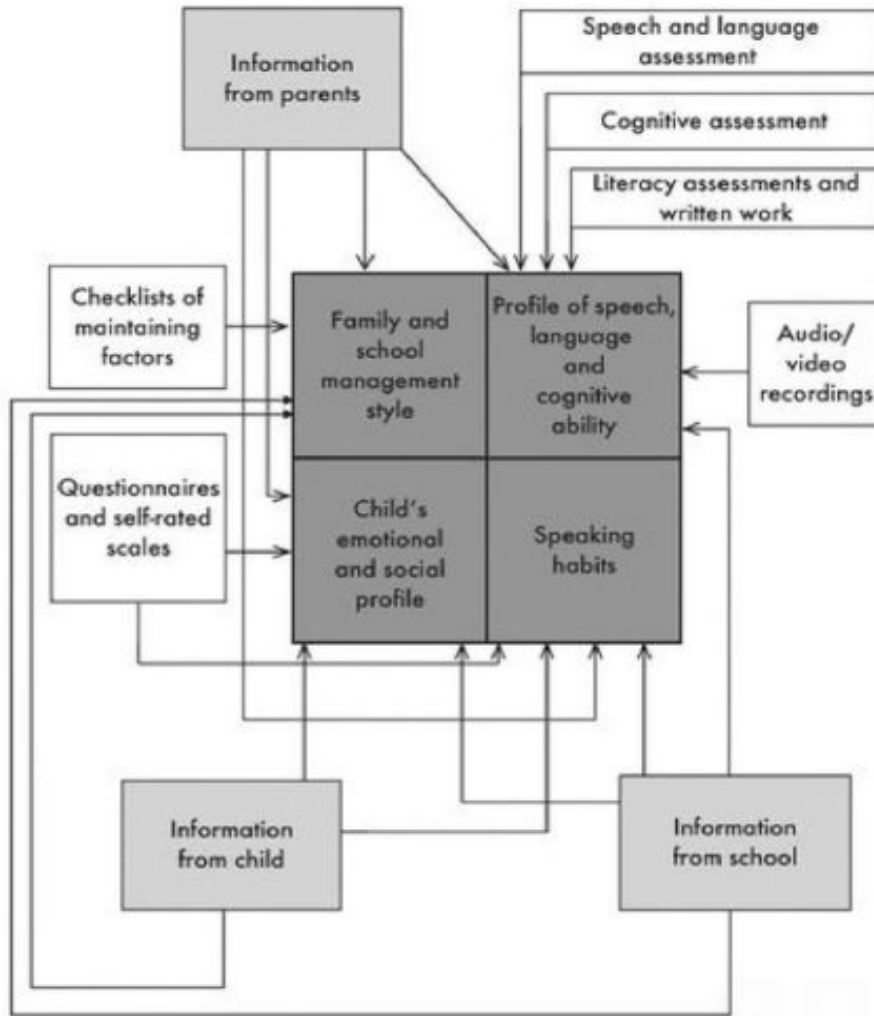 Information
from parents
Speech and language
assessment
Cognitive assessment
Literacy assessments and
written work
Checklists of
maintaining
factors
Family and
school
management
style
Profile of speech,
language
and
cognitive
ability
Audio/
video
recordings
Questionnaires
and self-rated
scales
Child's
emotional
and social
profile
Speaking
habits
Information
from child
Information
from school